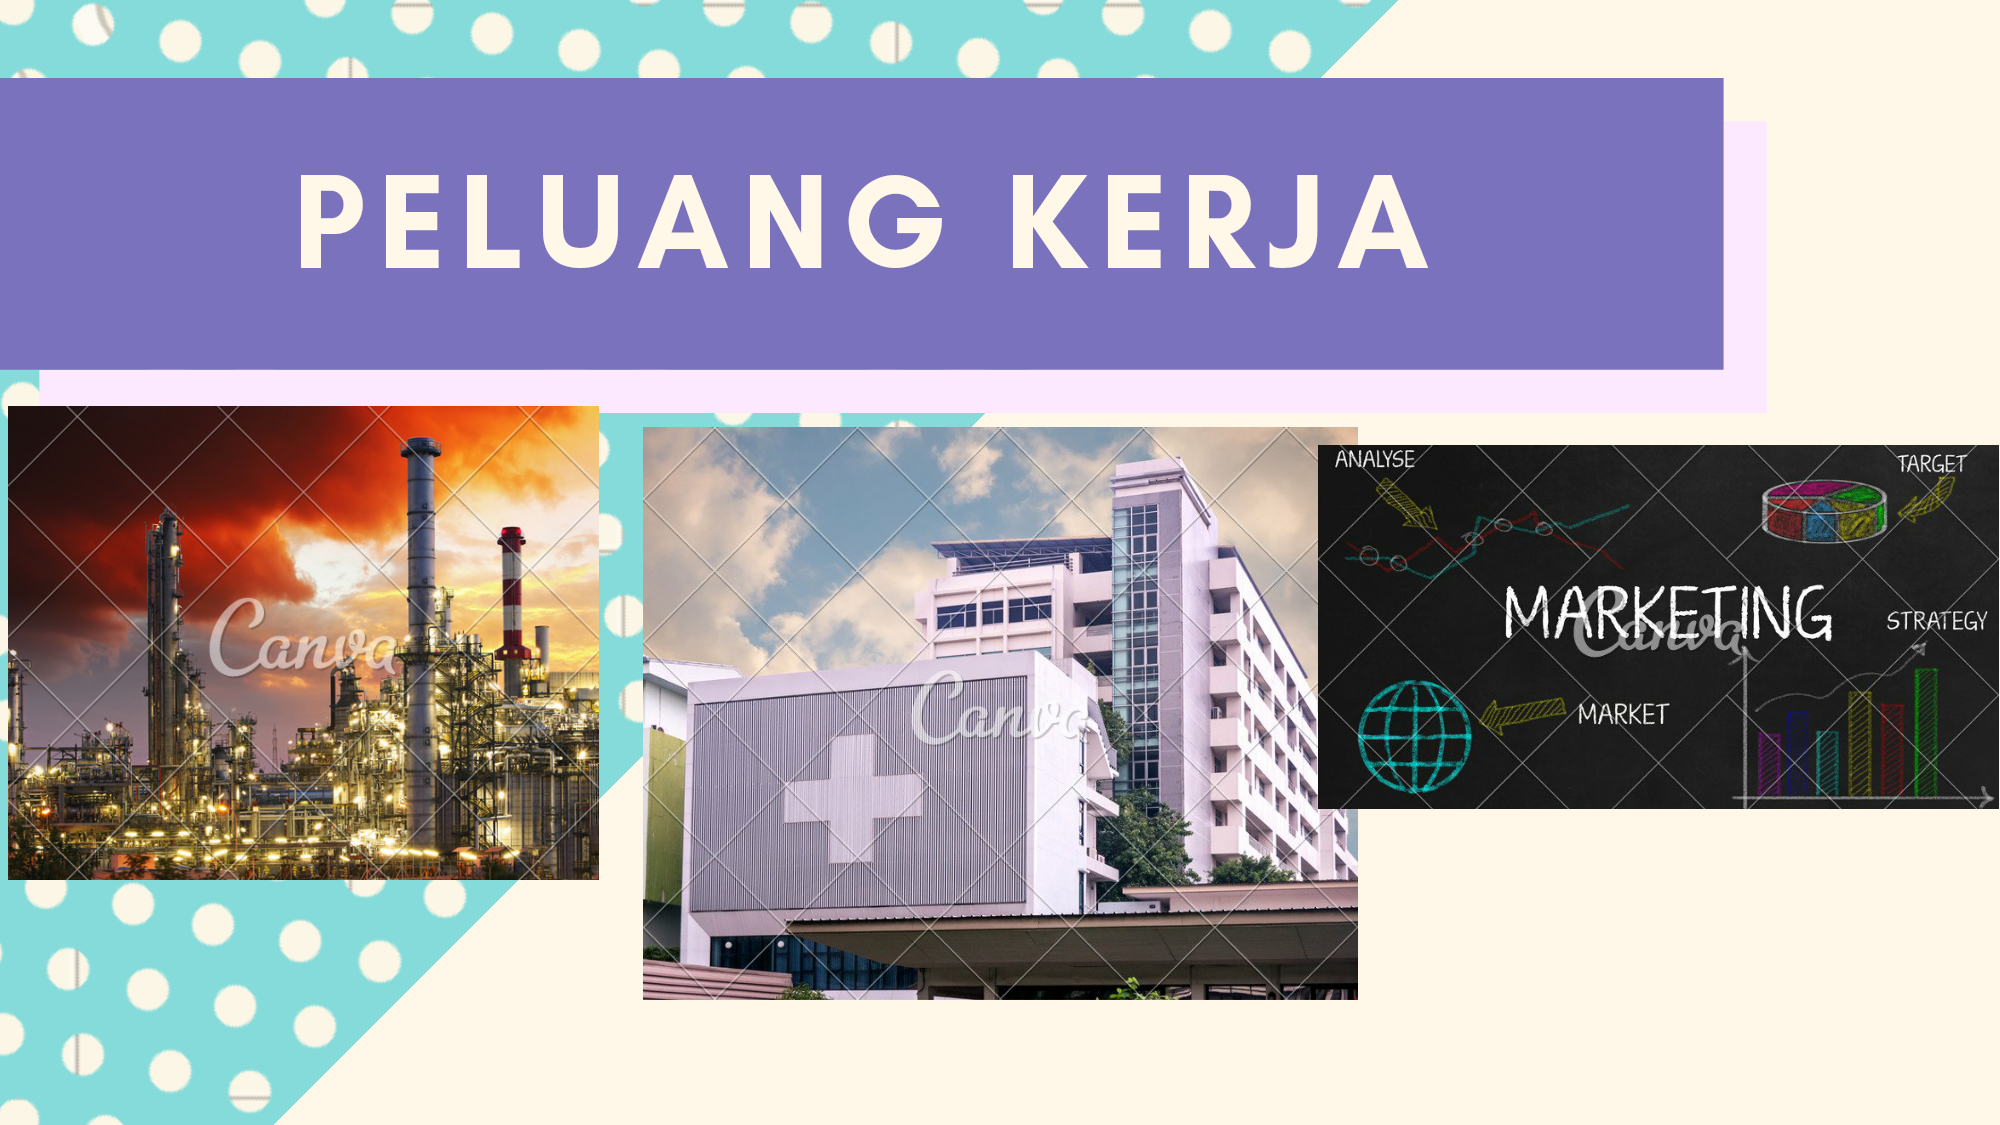 PELUANG KERJA
ANALYSE
TARGET
MARKETING
STRATEGY
MARKET
Canva
Canva
Canva